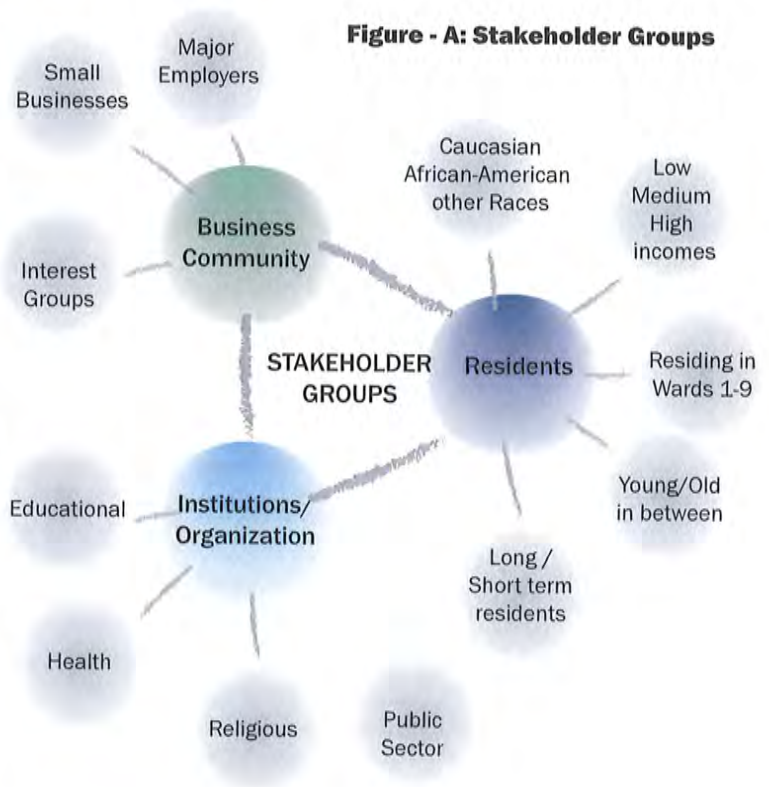 Figure - A: Stakeholder Groups
Major
Employers
Small
Businesses
Caucasian
African-American
other Races
Low
Medium
High
incomes
Business
Community
Interest
Groups
STAKEHOLDER
GROUPS
Residents
Residing in
Wards 1-9
Young/Old
in between
Educational
Institutions/
Organization
Long /
Short term
residents
Health
Religious
Public
Sector